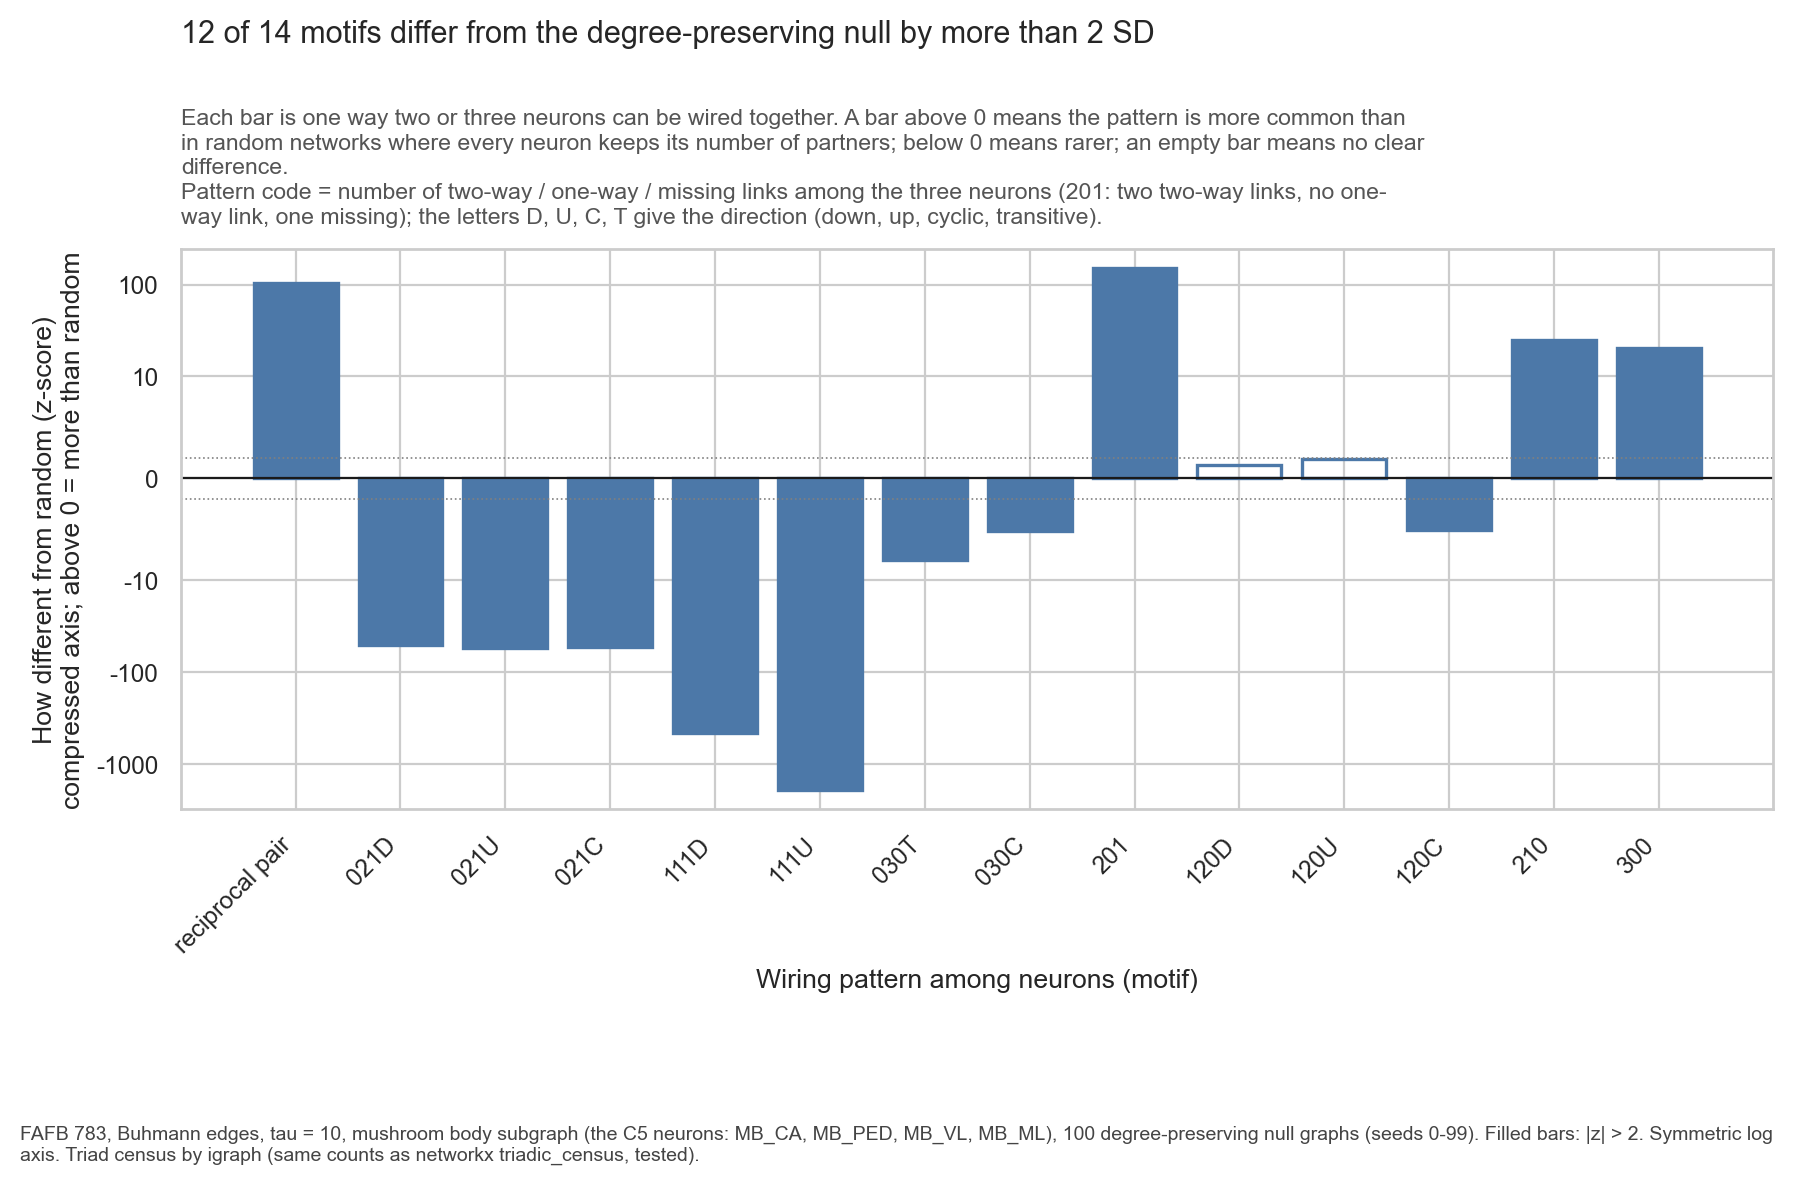 12 of 14 motifs differ from the degree-preserving null by more than 2 SD
Each bar is one way two or three neurons can be wired together. A bar above 0 means the pattern is more common than
in random networks where every neuron keeps its number of partners; below 0 means rarer; an empty bar means no clear
difference.
Pattern code = number of two-way / one-way / missing links among the three neurons (201: two two-way links, no one-
way link, one missing); the letters D, U, C, T give the direction (down, up, cyclic, transitive).
How different from random (z-score)
compressed axis; above 0 = more than random
100
10
0
-10
-100
-1000
reciprocal pair
021D
021U
021C
111D
111U
030T
030C
201
120D
120U
120C
210
300
Wiring pattern among neurons (motif)
FAFB 783, Buhmann edges, tau = 10, mushroom body subgraph (the C5 neurons: MB_CA, MB_PED, MB_VL, MB_ML), 100 degree-preserving null graphs (seeds 0-99). Filled bars: |z| > 2. Symmetric log
axis. Triad census by igraph (same counts as networkx triadic_census, tested).